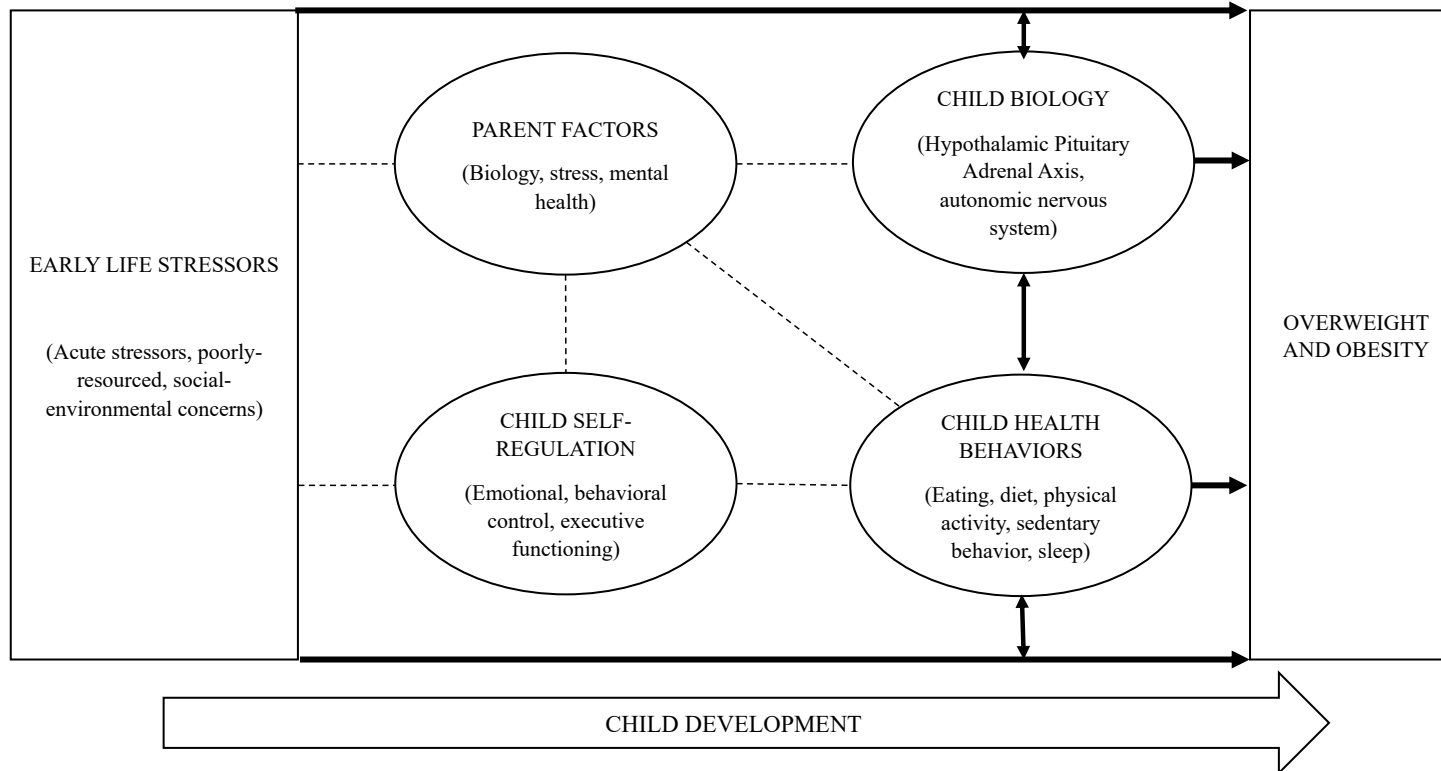 EARLY LIFE STRESSORS
(Acute stressors, poorly-
resourced, social-
environmental concerns)
PARENT FACTORS
(Biology, stress, mental
health)
CHILD BIOLOGY
(Hypothalamic Pituitary
Adrenal Axis,
autonomic nervous
system)
CHILD SELF-
REGULATION
(Emotional, behavioral
control, executive
functioning)
CHILD HEALTH
BEHAVIORS
(Eating, diet, physical
activity, sedentary
behavior, sleep)
OVERWEIGHT
AND OBESITY
CHILD DEVELOPMENT